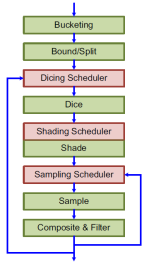 Bucketing
Bound/Split
Dicing Scheduler
Dice
Shading Scheduler
Shade
Sampling Scheduler
Sample
Composite & Filter